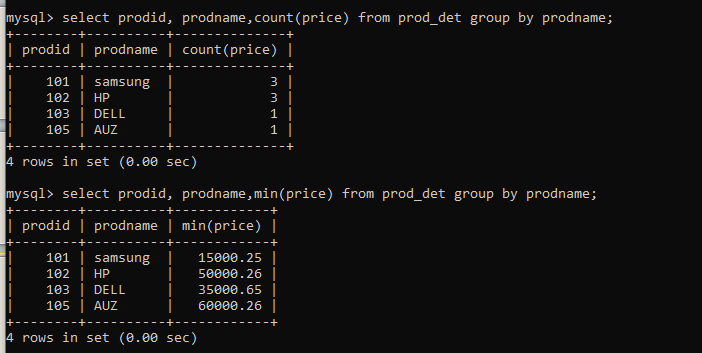 mysql> select prodid, prodname,count(price) from prod_det group by prodname;
+--------+----------+--------------+
| prodid | prodname | count(price) |
+--------+----------+--------------+
|    101 | samsung  |            3 |
|    102 | HP       |            3 |
|    103 | DELL     |            1 |
|    105 | AUZ      |            1 |
+--------+----------+--------------+
4 rows in set (0.00 sec)
mysql> select prodid, prodname,min(price) from prod_det group by prodname;
+--------+----------+------------+
| prodid | prodname | min(price) |
+--------+----------+------------+
|    101 | samsung  |   15000.25 |
|    102 | HP       |   50000.26 |
|    103 | DELL     |   35000.65 |
|    105 | AUZ      |   60000.26 |
+--------+----------+------------+
4 rows in set (0.00 sec)